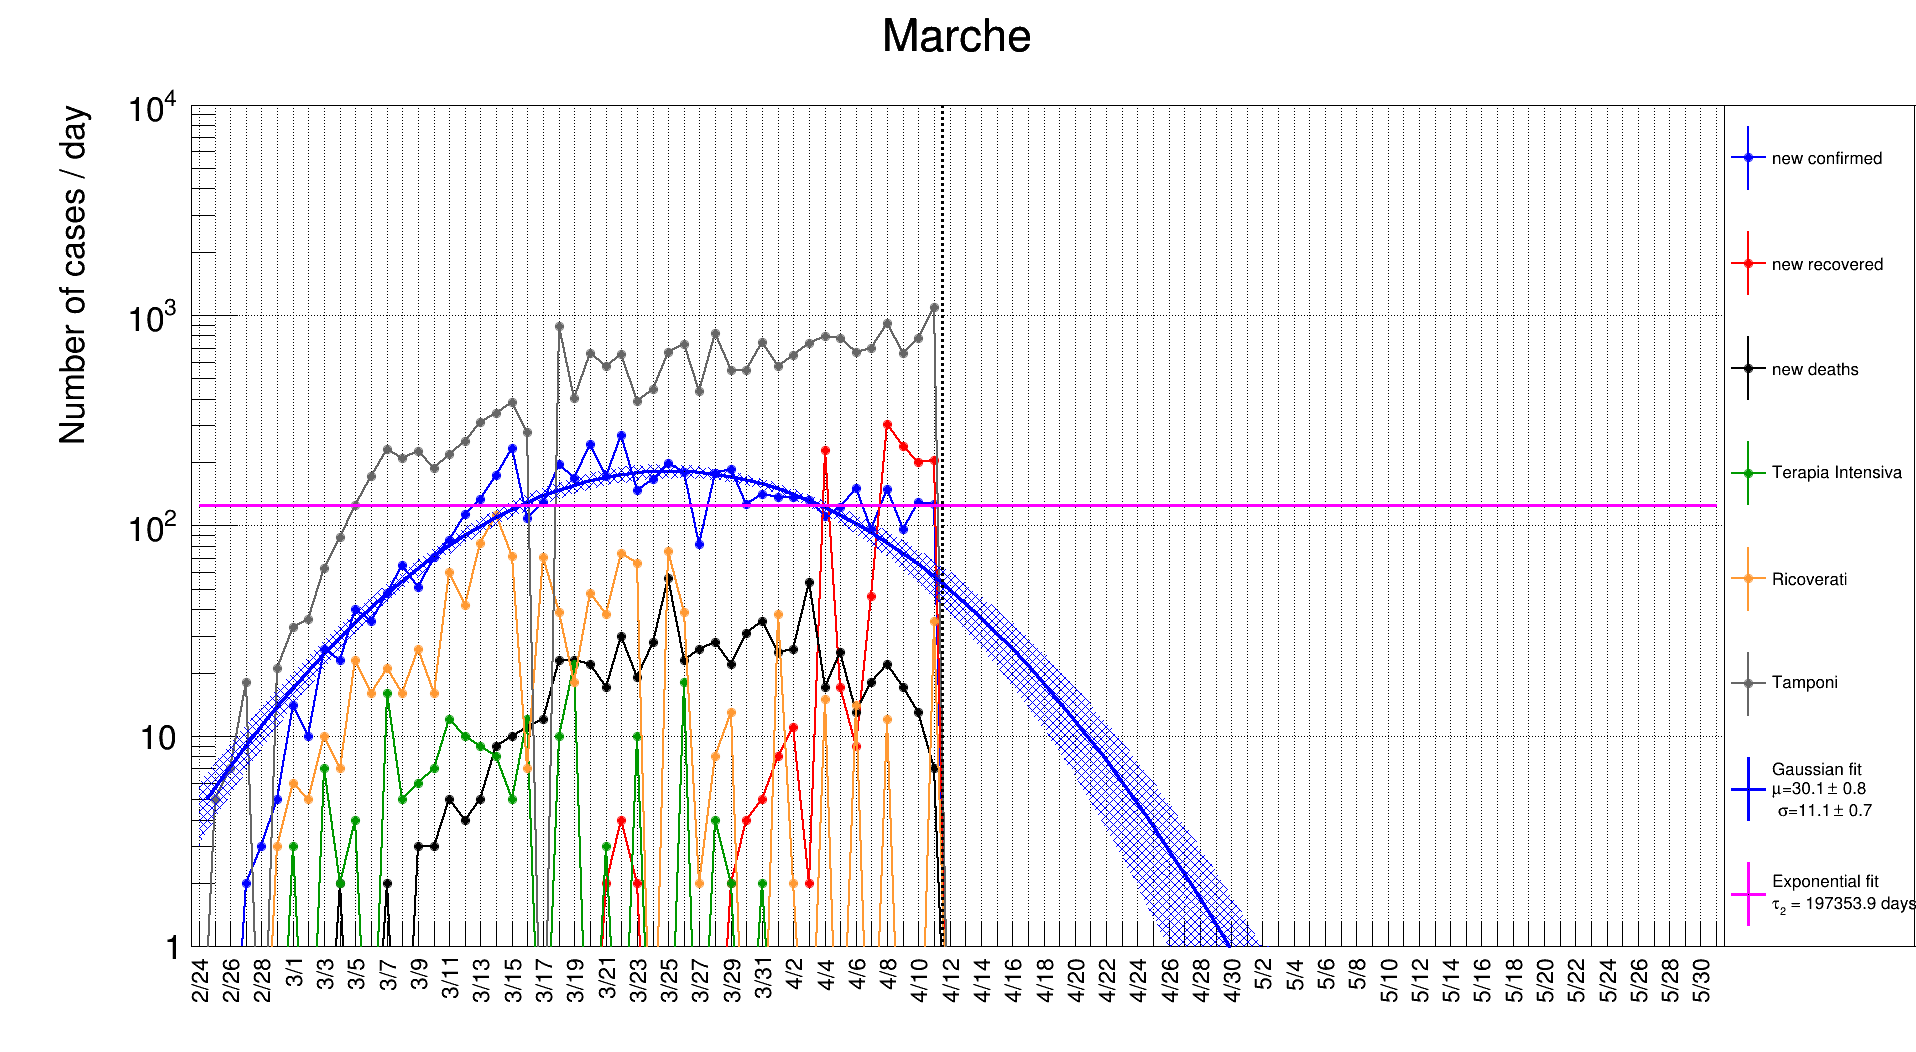 Marche
Number of cases / day
10^4
10^3
10^2
10
1
2/24 2/26 2/28 3/1 3/3 3/5 3/7 3/9 3/11 3/13 3/15 3/17 3/19 3/21 3/23 3/25 3/27 3/29 3/31 4/2 4/4 4/6 4/8 4/10 4/12 4/14 4/16 4/18 4/20 4/22 4/24 4/26 4/28 4/30 5/2 5/4 5/6 5/8 5/10 5/12 5/14 5/16 5/18 5/20 5/22 5/24 5/26 5/28 5/30
new confirmed
new recovered
new deaths
Terapia Intensiva
Ricoverati
Tamponi
Gaussian fit
μ=30.1 ± 0.8
σ=11.1 ± 0.7
Exponential fit
τ₂ = 197353.9 days